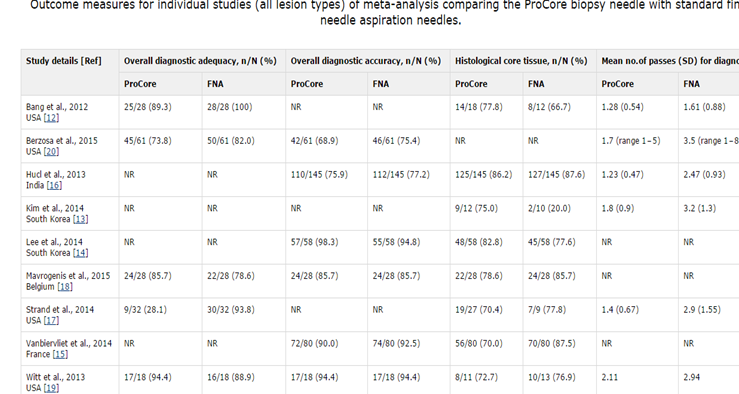 Outcome measures for individual studies (all lesion types) of meta-analysis comparing the ProCore biopsy needle with standard fin
needle aspiration needles.
Study details [Ref] Overall diagnostic adequacy, n/N (%) Overall diagnostic accuracy, n/N (%) Histological core tissue, n/N (%) Mean no.of passes (SD) for diagno
ProCore FNA ProCore FNA ProCore FNA ProCore FNA
Bang et al., 2012 25/28 (89.3) 28/28 (100) NR NR 14/18 (77.8) 8/12 (66.7) 1.28 (0.54) 1.61 (0.88)
USA [12]
Berzosa et al., 2015 45/61 (73.8) 50/61 (82.0) 42/61 (68.9) 46/61 (75.4) NR NR 1.7 (range 1–5) 3.5 (range 1–8
USA [20]
Hucl et al., 2013 NR NR 110/145 (75.9) 112/145 (77.2) 125/145 (86.2) 127/145 (87.6) 1.23 (0.47) 2.47 (0.93)
India [16]
Kim et al., 2014 NR NR NR NR 9/12 (75.0) 2/10 (20.0) 1.8 (0.9) 3.2 (1.3)
South Korea [13]
Lee et al., 2014 NR NR 57/58 (98.3) 55/58 (94.8) 48/58 (82.8) 45/58 (77.6) NR NR
South Korea [14]
Mavrogenis et al., 2015 24/28 (85.7) 22/28 (78.6) 24/28 (85.7) 24/28 (85.7) 22/28 (78.6) 24/28 (85.7) NR NR
Belgium [18]
Strand et al., 2014 9/32 (28.1) 30/32 (93.8) NR NR 19/27 (70.4) 7/9 (77.8) 1.4 (0.67) 2.9 (1.55)
USA [17]
Vanbiervliet et al., 2014 NR NR 72/80 (90.0) 74/80 (92.5) 56/80 (70.0) 70/80 (87.5) NR NR
France [15]
Witt et al., 2013 17/18 (94.4) 16/18 (88.9) 17/18 (94.4) 17/18 (94.4) 8/11 (72.7) 10/13 (76.9) 2.11 2.94
USA [19]